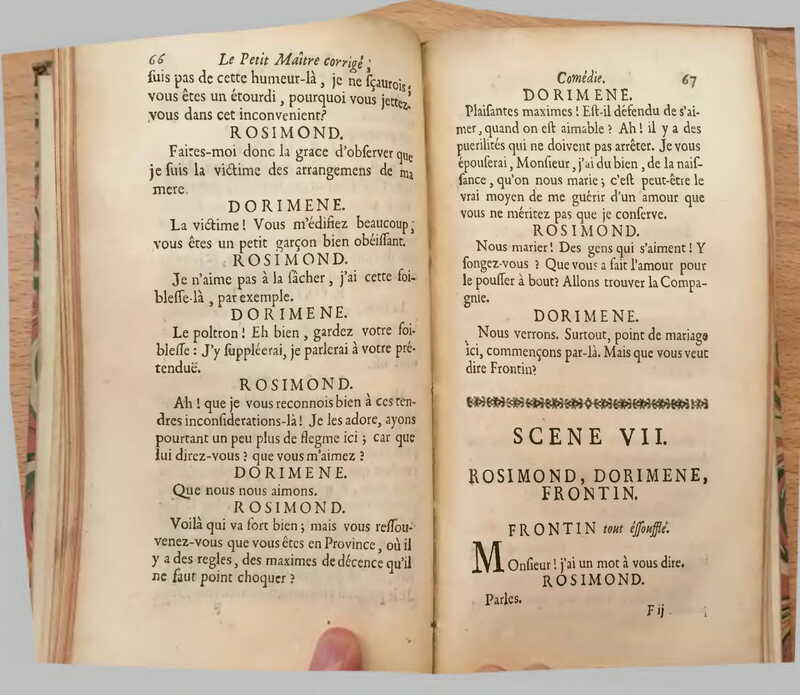 66 Le Petit Maître corrigé ;
ſuis pas de cette humeur-là, je ne ſçaurois ;
vous êtes un étourdi, pourquoi vous jettez-
vous dans cet inconvenient?
ROSIMOND.
Faites-moi donc la grace d'obſerver que
je ſuis la victime des arrangemens de ma
mere.
DORIMENE.
La victime ! Vous m'édifiez beaucoup ;
vous êtes un petit garçon bien obéiſſant.
ROSIMOND.
Je n'aime pas à la fâcher, j'ai cette foi-
bleſſe-là, par exemple.
DORIMENE.
Le poltron ! Eh bien, gardez votre foi-
bleſſe : J'y ſuppléerai, je parlerai à votre pré-
tenduë.
ROSIMOND.
Ah ! que je vous reconnois bien à ces ten-
dres inconſiderations-là ! Je les adore, ayons
pourtant un peu plus de flegme ici ; car que
lui direz-vous ? que vous m'aimez ?
DORIMENE.
Que nous nous aimons.
ROSIMOND.
Voilà qui va fort bien ; mais vous reſſou-
venez-vous que vous êtes en Province, où il
y a des regles, des maximes de décence qu'il
ne faut point choquer ?
Comédie. 67
DORIMENE.
Plaiſantes maximes ! Eſt-il défendu de s'ai-
mer, quand on eſt aimable ? Ah ! il y a des
puerilités qui ne doivent pas arrêter. Je vous
épouſerai, Monſieur, j'ai du bien, de la naiſ-
ſance, qu'on nous marie ; c'eſt peut-être le
vrai moyen de me guérir d'un amour que
vous ne méritez pas que je conſerve.
ROSIMOND.
Nous marier ! Des gens qui s'aiment ! Y
ſongez-vous ? Que vous a fait l'amour pour
le pouſſer à bout? Allons trouver la Compa-
gnie.
DORIMENE.
Nous verrons. Surtout, point de mariage
ici, commençons par-là. Mais que vous veut
dire Frontin?
SCENE VII.
ROSIMOND, DORIMENE,
FRONTIN.
FRONTIN tout éſſoufflé.
MOnſieur ! j'ai un mot à vous dire.
ROSIMOND.
Parles.
F ij